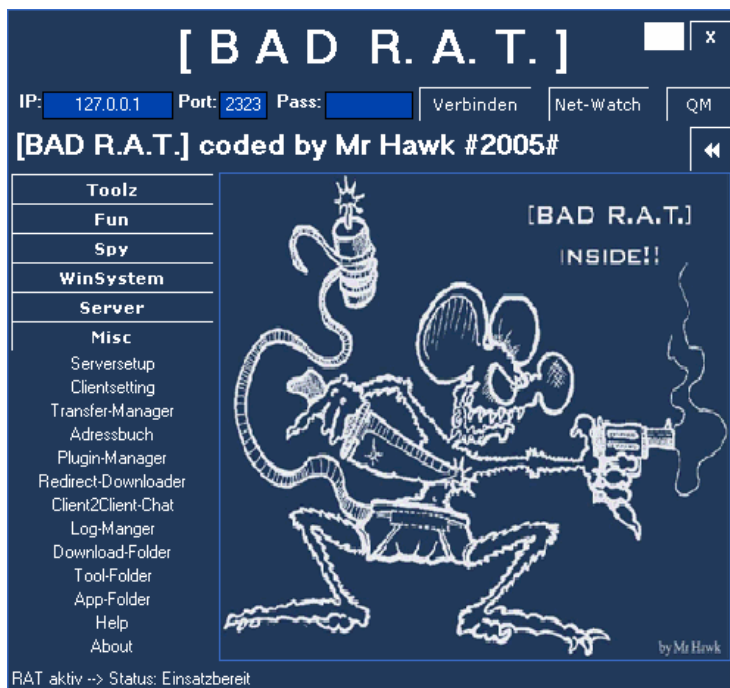 [ B A D R. A. T. ]
X
IP: 127.0.0.1 Port: 2323 Pass: Verbinden Net-Watch QM
[BAD R.A.T.] coded by Mr Hawk #2005#
Toolz
Fun
Spy
WinSystem
Server
Misc
Serversetup
Clientsetting
Transfer-Manager
Adressbuch
Plugin-Manager
Redirect-Downloader
Client2Client-Chat
Log-Manger
Download-Folder
Tool-Folder
App-Folder
Help
About
[BAD R.A.T.]
INSIDE!!
by Mr Hawk
RAT aktiv --> Status: Einsatzbereit